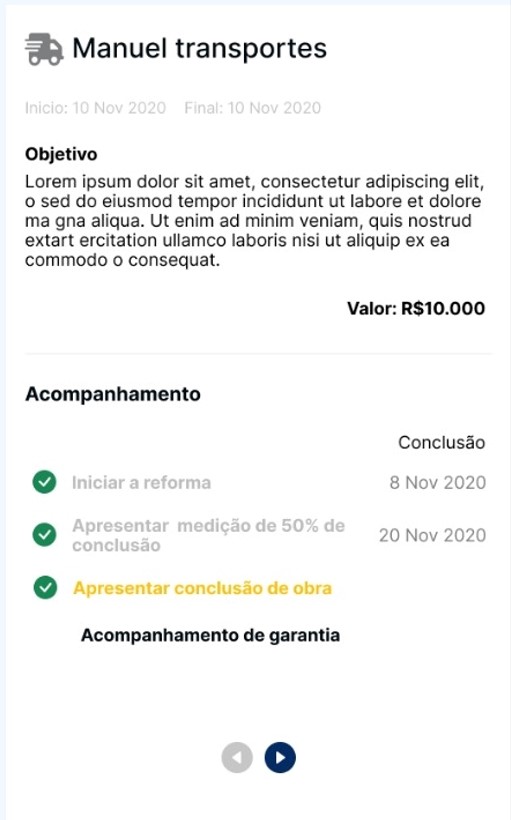 Manuel transportes
Inicio: 10 Nov 2020 Final: 10 Nov 2020
Objetivo
Lorem ipsum dolor sit amet, consectetur adipiscing elit,
o sed do eiusmod tempor incididunt ut labore et dolore
ma gna aliqua. Ut enim ad minim veniam, quis nostrud
extart ercitation ullamco laboris nisi ut aliquip ex ea
commodo o consequat.
Valor: R$10.000
Acompanhamento
Conclusão
Iniciar a reforma 8 Nov 2020
Apresentar medição de 50% de
conclusão 20 Nov 2020
Apresentar conclusão de obra
Acompanhamento de garantia